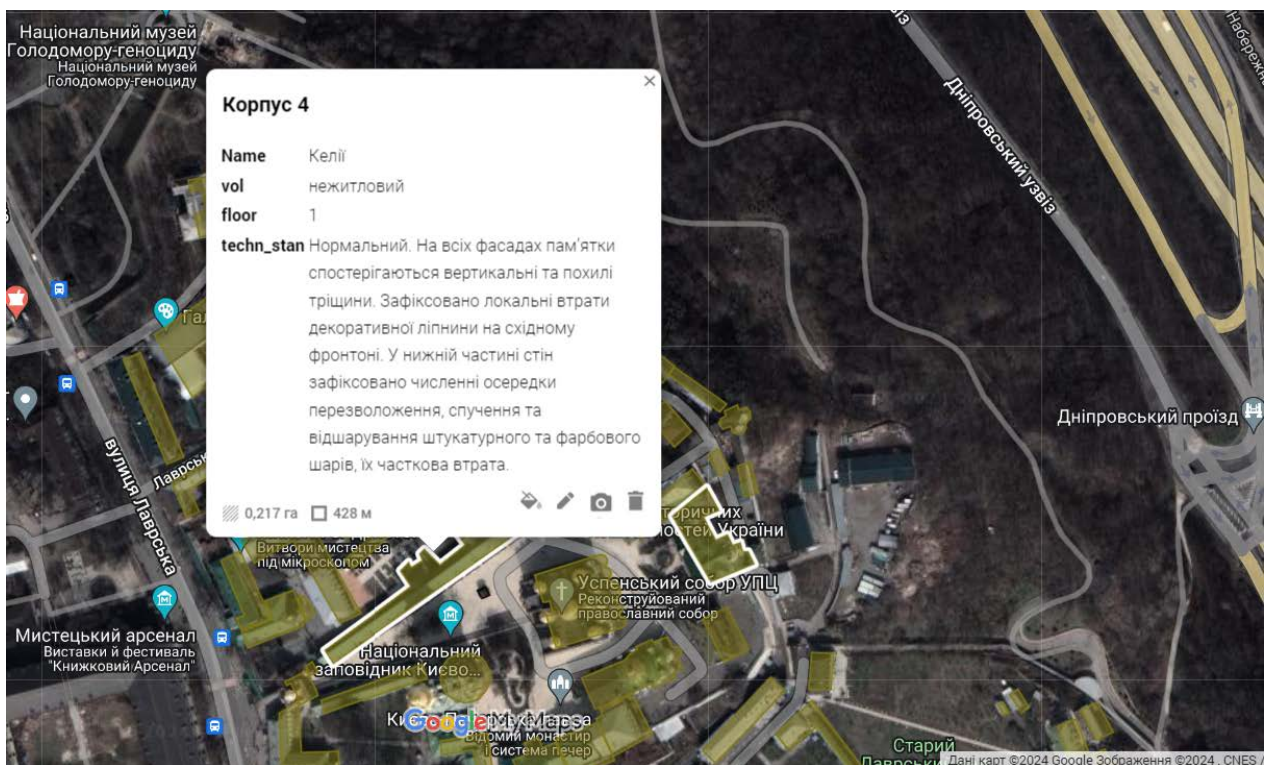 Національний музей
Голодомору-геноциду
Національний музей
Голодомору-геноциду
Корпус 4
Name Келії
vol нежитловий
floor 1
techn_stan Нормальний. На всіх фасадах пам'ятки
спостерігаються вертикальні та похилі
тріщини. Зафіксовано локальні втрати
декоративної ліпнини на східному
фронтоні. У нижній частині стін
зафіксовано численні осередки
перезволоження, спучення та
відшарування штукатурного та фарбового
шарів, їх часткова втрата.
0,217 га 428 м
Дніпровський узвіз
Дніпровський проїзд
вулиця Лаврська
Витвори мистецтва
під мікроскопом
України
Успенський собор УПЦ
Реконструйований
православний собор
Мистецький арсенал
Виставки й фестиваль
"Книжковий Арсенал"
Національний
заповідник Києво...
Google My Maps
Відомий монастир
і система печер
Старий
Дані карт ©2024 Google Зображення ©2024 , CNES /